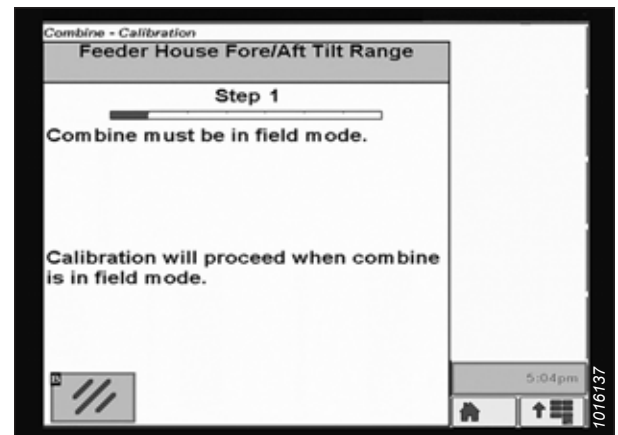 Combine - Calibration
Feeder House Fore/Aft Tilt Range
Step 1
Combine must be in field mode.
Calibration will proceed when combine
is in field mode.
5:04pm
1016137